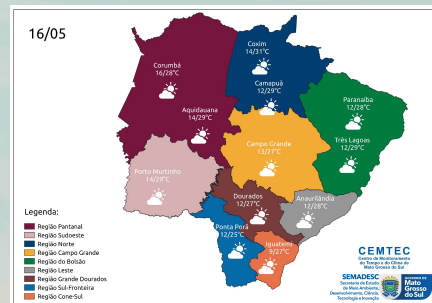 16/05
Coxim
14/31°C
Corumbá
16/28°C
Camapuã
12/29°C
Aquidauana
14/29°C
Paranaíba
12/28°C
Três Lagoas
12/29°C
Campo Grande
13/27°C
Porto Murtinho
14/29°C
Dourados
12/27°C
Anaurilândia
12/28°C
Ponta Porã
12/25°C
Iguatemi
9/27°C
Legenda:
Região Pantanal
Região Sudoeste
Região Norte
Região Campo Grande
Região do Bolsão
Região Leste
Região Grande Dourados
Região Sul-Fronteira
Região Cone-Sul
CEMTEC
Centro de Monitoramento
do Tempo e do Clima de
Mato Grosso do Sul
SEMADESC
Secretaria de Estado
de Meio Ambiente,
Desenvolvimento, Ciência,
Tecnologia e Inovação
GOVERNO DE
Mato
Grosso
do Sul